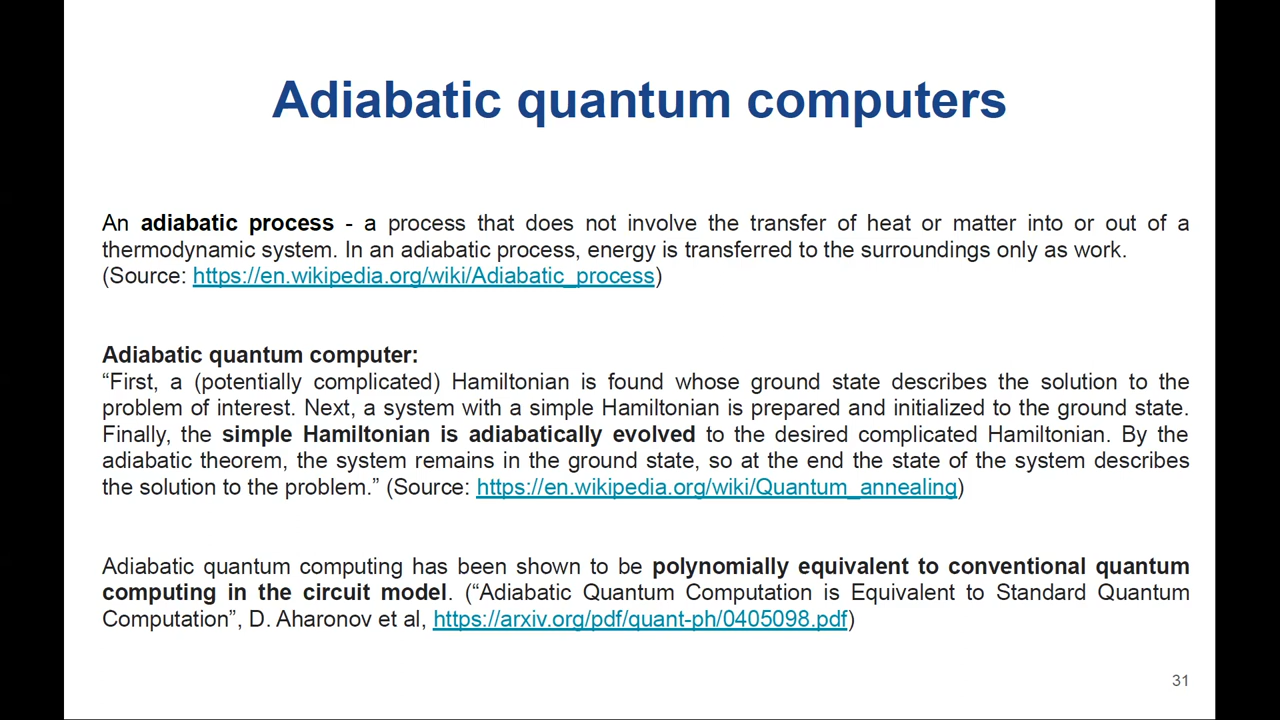 Adiabatic quantum computers
An adiabatic process - a process that does not involve the transfer of heat or matter into or out of a
thermodynamic system. In an adiabatic process, energy is transferred to the surroundings only as work.
(Source: https://en.wikipedia.org/wiki/Adiabatic_process)
Adiabatic quantum computer:
“First, a (potentially complicated) Hamiltonian is found whose ground state describes the solution to the
problem of interest. Next, a system with a simple Hamiltonian is prepared and initialized to the ground state.
Finally, the simple Hamiltonian is adiabatically evolved to the desired complicated Hamiltonian. By the
adiabatic theorem, the system remains in the ground state, so at the end the state of the system describes
the solution to the problem.” (Source: https://en.wikipedia.org/wiki/Quantum_annealing)
Adiabatic quantum computing has been shown to be polynomially equivalent to conventional quantum
computing in the circuit model. (“Adiabatic Quantum Computation is Equivalent to Standard Quantum
Computation”, D. Aharonov et al, https://arxiv.org/pdf/quant-ph/0405098.pdf)
31